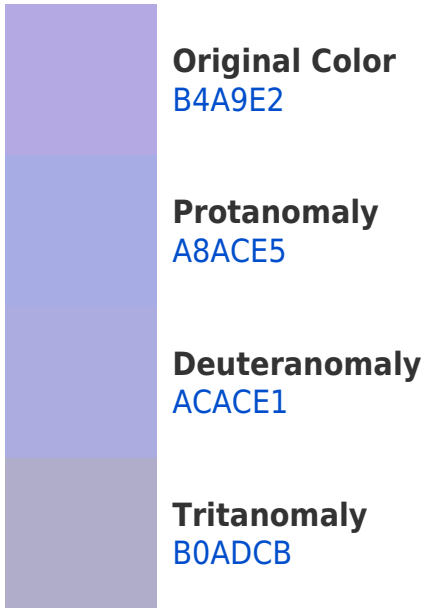 Original Color
B4A9E2
Protanomaly
A8ACE5
Deuteranomaly
ACACE1
Tritanomaly
B0ADCB